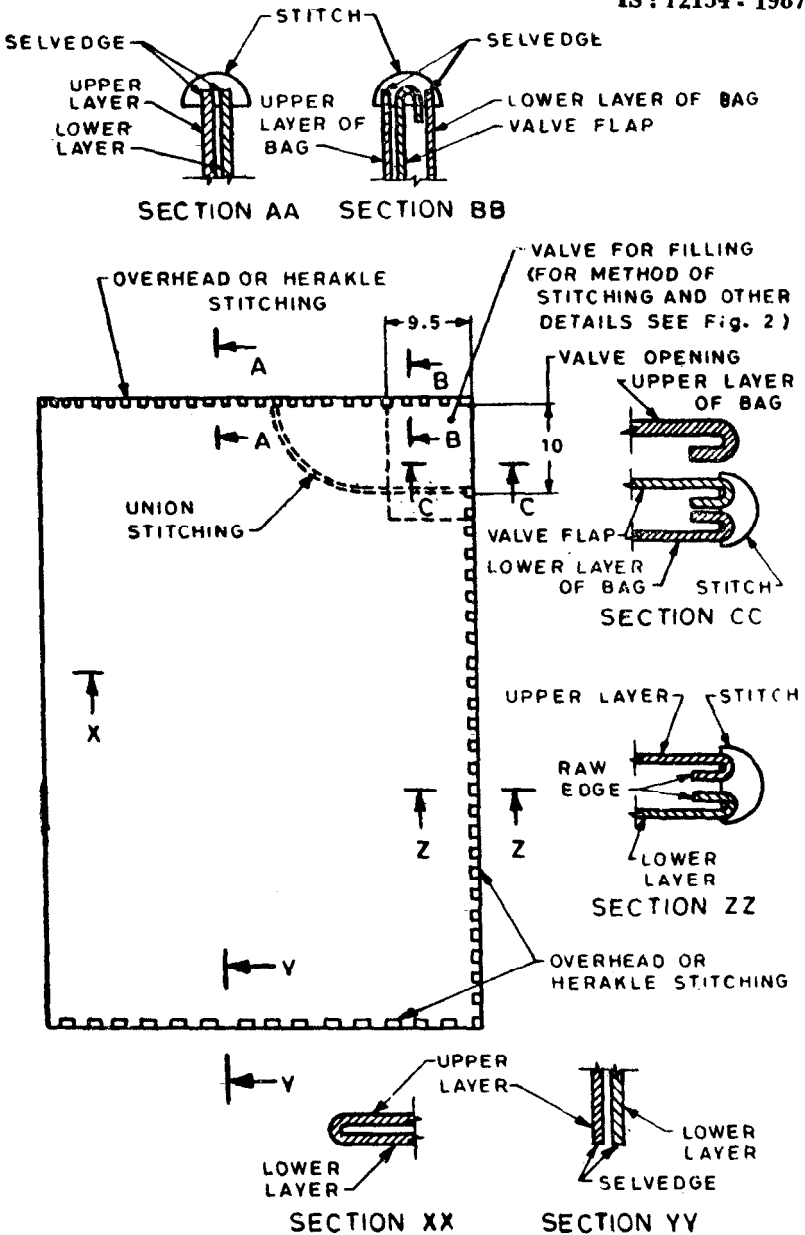 IS : 12154 - 1987
STITCH
SELVEDGE
SELVEDGE
UPPER
LAYER
LOWER
LAYER
UPPER
LAYER OF
BAG
LOWER LAYER OF BAG
VALVE FLAP
SECTION AA
SECTION BB
OVERHEAD OR HERAKLE
STITCHING
VALVE FOR FILLING
(FOR METHOD OF
STITCHING AND OTHER
DETAILS SEE Fig. 2)
9.5
A
B
VALVE OPENING
UPPER LAYER
OF BAG
A
B
10
C
C
UNION
STITCHING
VALVE FLAP
LOWER LAYER
OF BAG
STITCH
SECTION CC
X
UPPER LAYER
STITCH
RAW
EDGE
Z
Z
LOWER
LAYER
SECTION ZZ
Y
OVERHEAD OR
HERAKLE STITCHING
Y
UPPER
LAYER
LOWER
LAYER
LOWER
LAYER
SELVEDGE
SECTION XX
SECTION YY